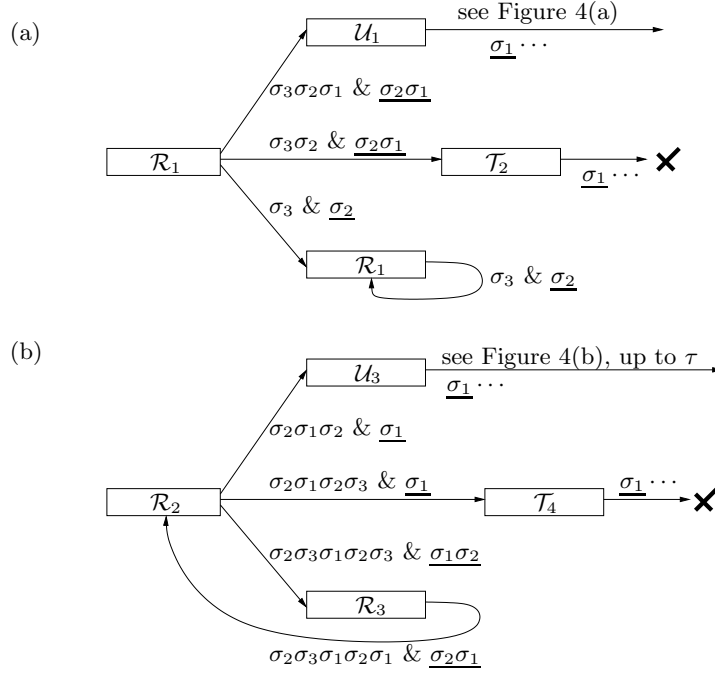 (a)
𝒰₁
see Figure 4(a)
<u>σ₁</u> ⋯
σ₃σ₂σ₁ & <u>σ₂σ₁</u>
ℛ₁
σ₃σ₂ & <u>σ₂σ₁</u>
𝒯₂
<u>σ₁</u> ⋯
σ₃ & <u>σ₂</u>
ℛ₁
σ₃ & <u>σ₂</u>
(b)
𝒰₃
see Figure 4(b), up to τ
<u>σ₁</u> ⋯
σ₂σ₁σ₂ & <u>σ₁</u>
ℛ₂
σ₂σ₁σ₂σ₃ & <u>σ₁</u>
𝒯₄
<u>σ₁</u> ⋯
σ₂σ₃σ₁σ₂σ₃ & <u>σ₁σ₂</u>
ℛ₃
σ₂σ₃σ₁σ₂σ₁ & <u>σ₂σ₁</u>